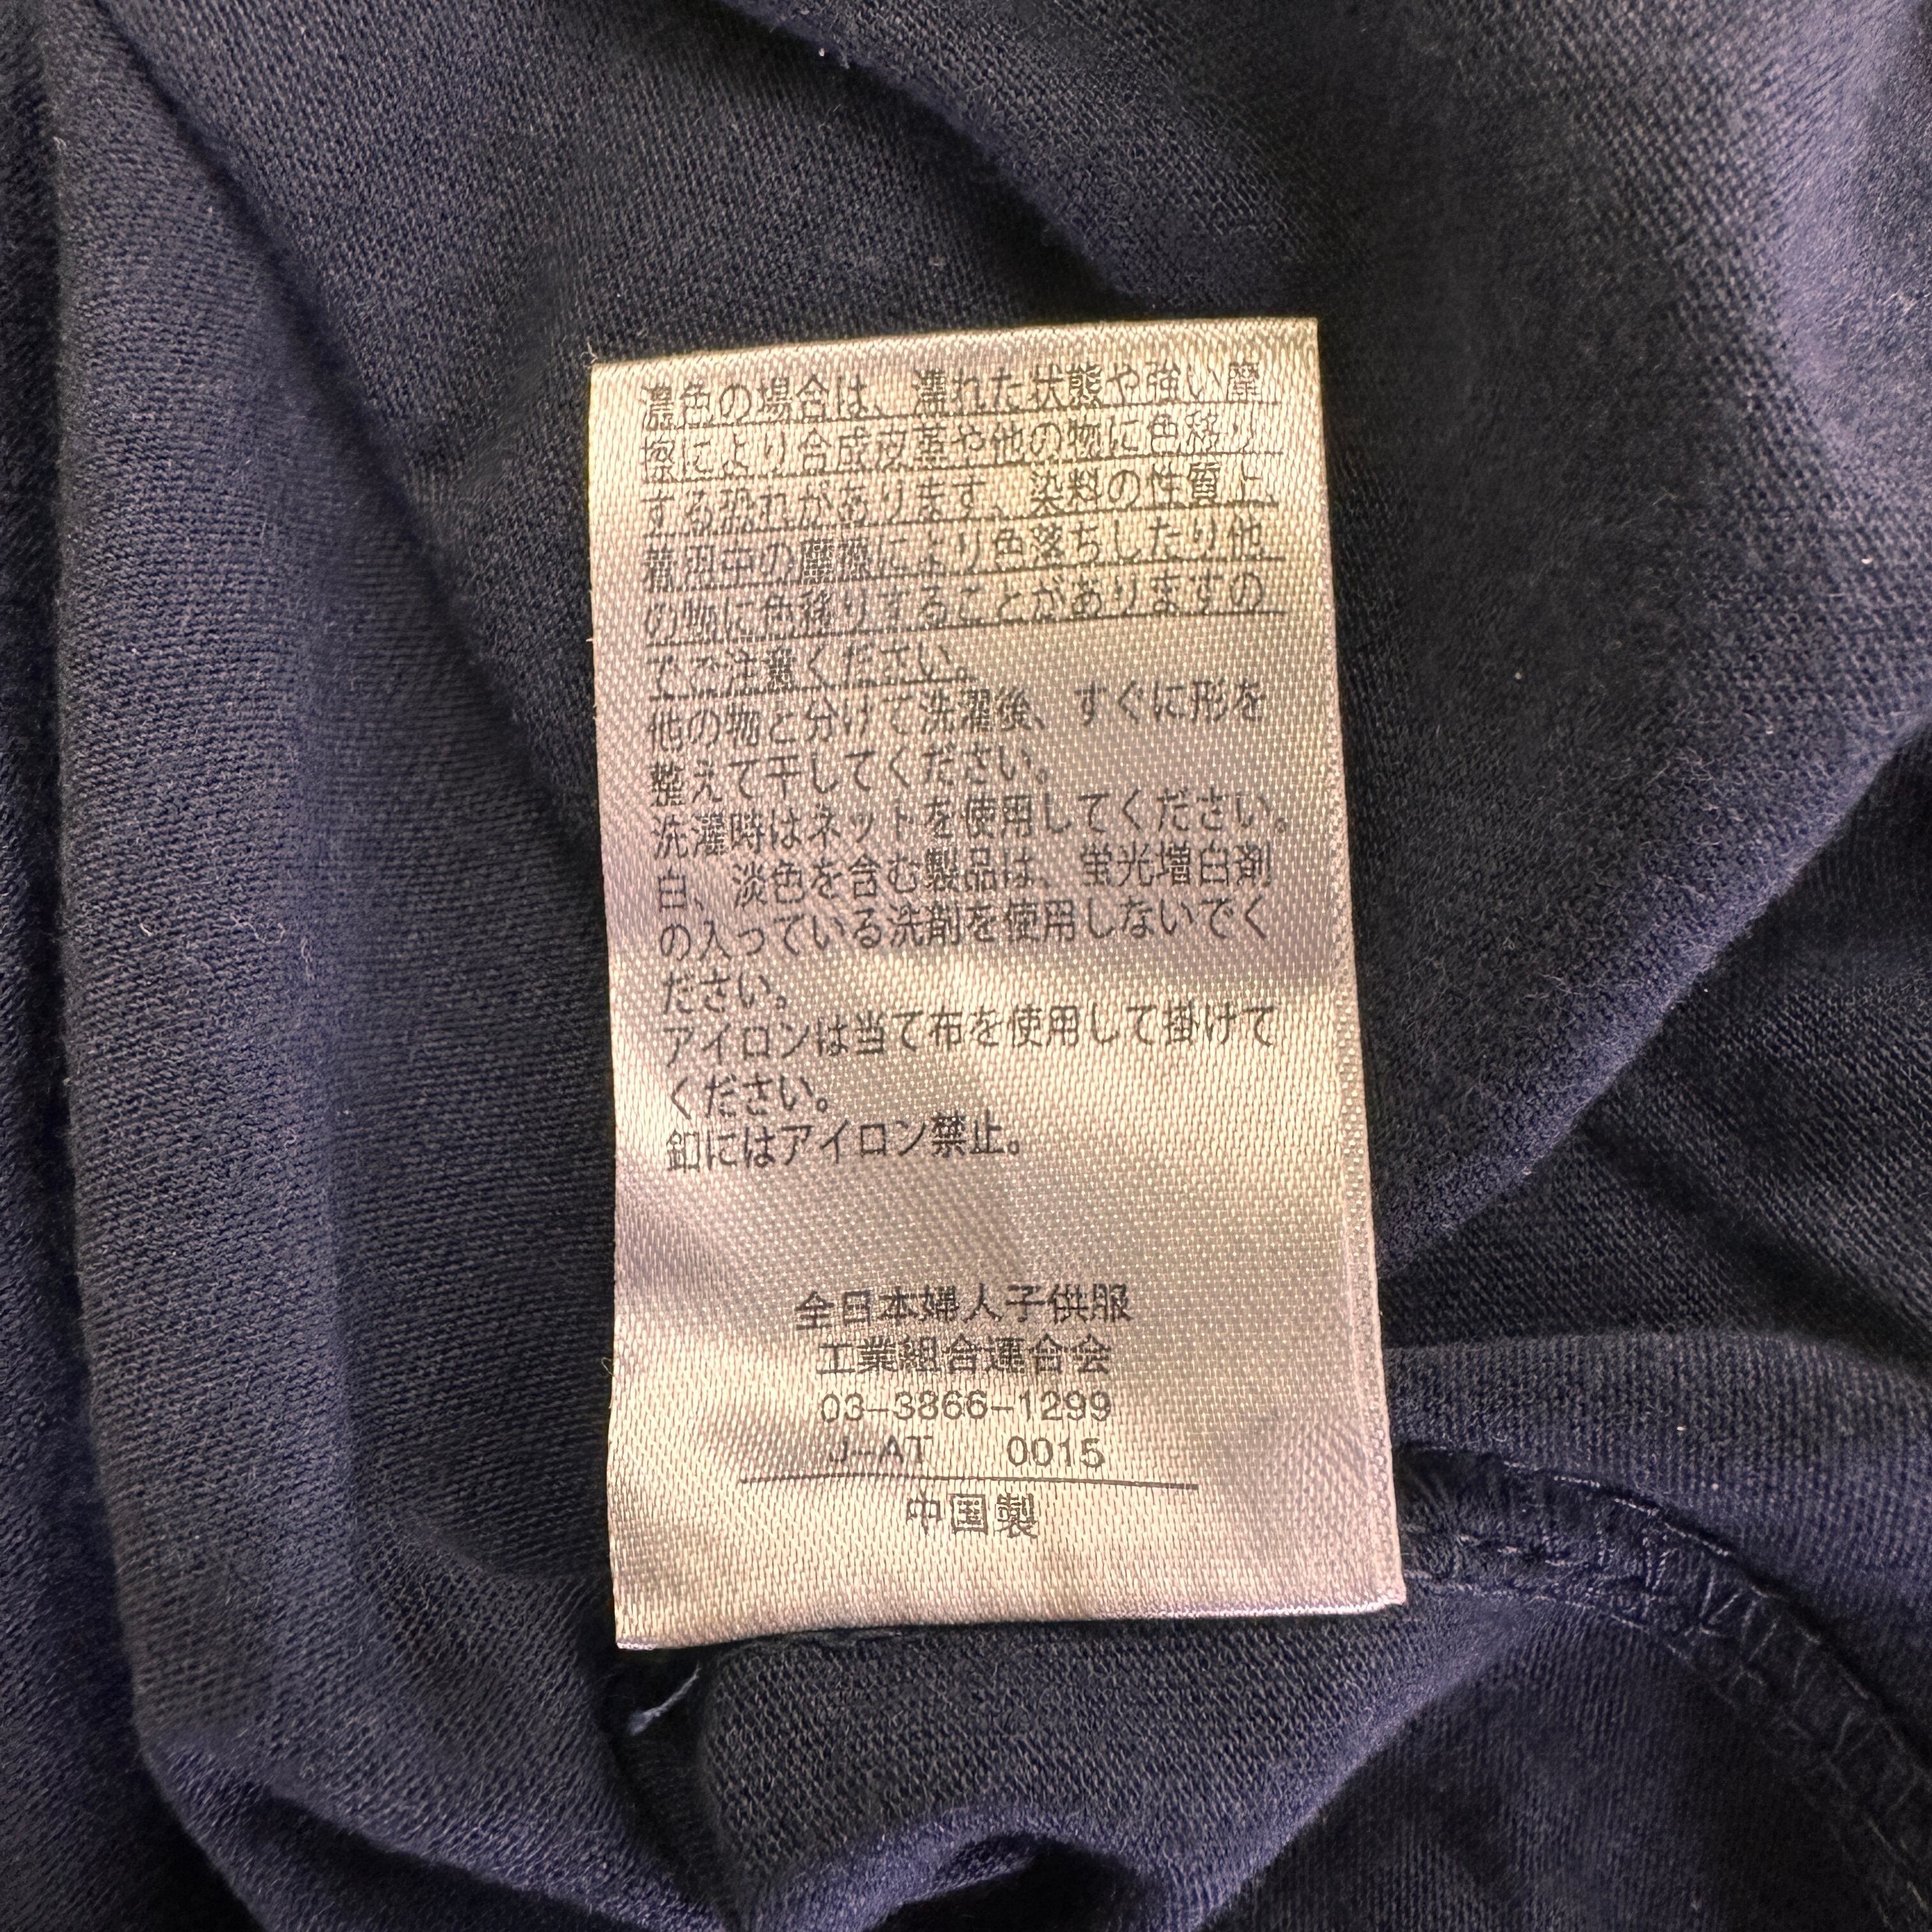 濃色の場合は、濡れた状態や強い摩
擦により合成皮革や他の物に色移り
する恐れがあります、染料の性質上、
着用中の摩擦により色落ちしたり他
の物に色移りすることがありますの
でご注意ください。
他の物と分けて洗濯後、すぐに形を
整えて干してください。
洗濯時はネットを使用してください。
白、淡色を含む製品は、蛍光増白剤
の入っている洗剤を使用しないでく
ださい。
アイロンは当て布を使用して掛けて
ください。
釦にはアイロン禁止。
全日本婦人子供服
工業組合連合会
03-3866-1299
J-AT 0015
中国製